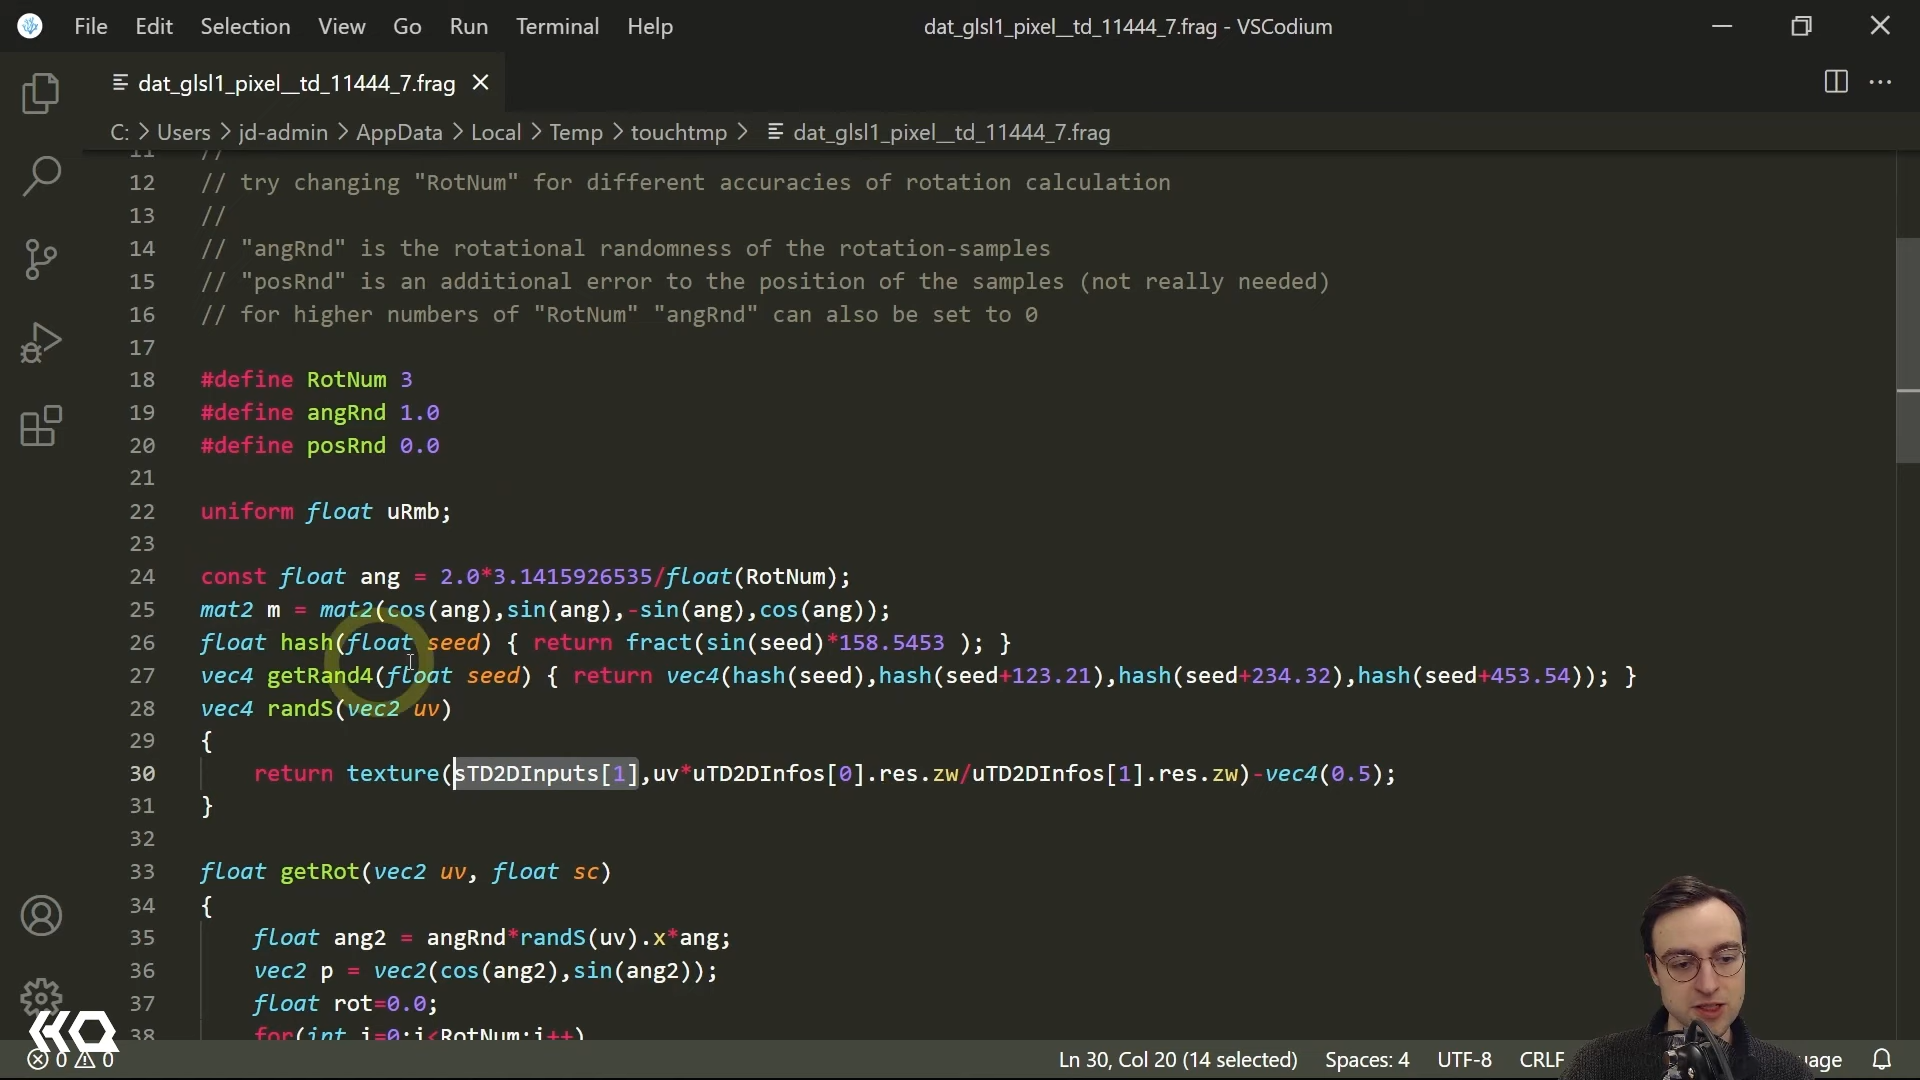 File Edit Selection View Go Run Terminal Help
dat_glsl1_pixel__td_11444_7.frag - VSCodium
dat_glsl1_pixel__td_11444_7.frag
C: > Users > jd-admin > AppData > Local > Temp > touchtmp > dat_glsl1_pixel__td_11444_7.frag
11 //
12 // try changing "RotNum" for different accuracies of rotation calculation
13 //
14 // "angRnd" is the rotational randomness of the rotation-samples
15 // "posRnd" is an additional error to the position of the samples (not really needed)
16 // for higher numbers of "RotNum" "angRnd" can also be set to 0
17
18 #define RotNum 3
19 #define angRnd 1.0
20 #define posRnd 0.0
21
22 uniform float uRmb;
23
24 const float ang = 2.0*3.1415926535/float(RotNum);
25 mat2 m = mat2(cos(ang),sin(ang),-sin(ang),cos(ang));
26 float hash(float seed) { return fract(sin(seed)*158.5453 ); }
27 vec4 getRand4(float seed) { return vec4(hash(seed),hash(seed+123.21),hash(seed+234.32),hash(seed+453.54)); }
28 vec4 randS(vec2 uv)
29 {
30 return texture(sTD2DInputs[1],uv*uTD2DInfos[0].res.zw/uTD2DInfos[1].res.zw)-vec4(0.5);
31 }
32
33 float getRot(vec2 uv, float sc)
34 {
35 float ang2 = angRnd*randS(uv).x*ang;
36 vec2 p = vec2(cos(ang2),sin(ang2));
37 float rot=0.0;
38 for(int i=0;i<RotNum;i++)
HQ
0 0 Ln 30, Col 20 (14 selected) Spaces: 4 UTF-8 CRLF